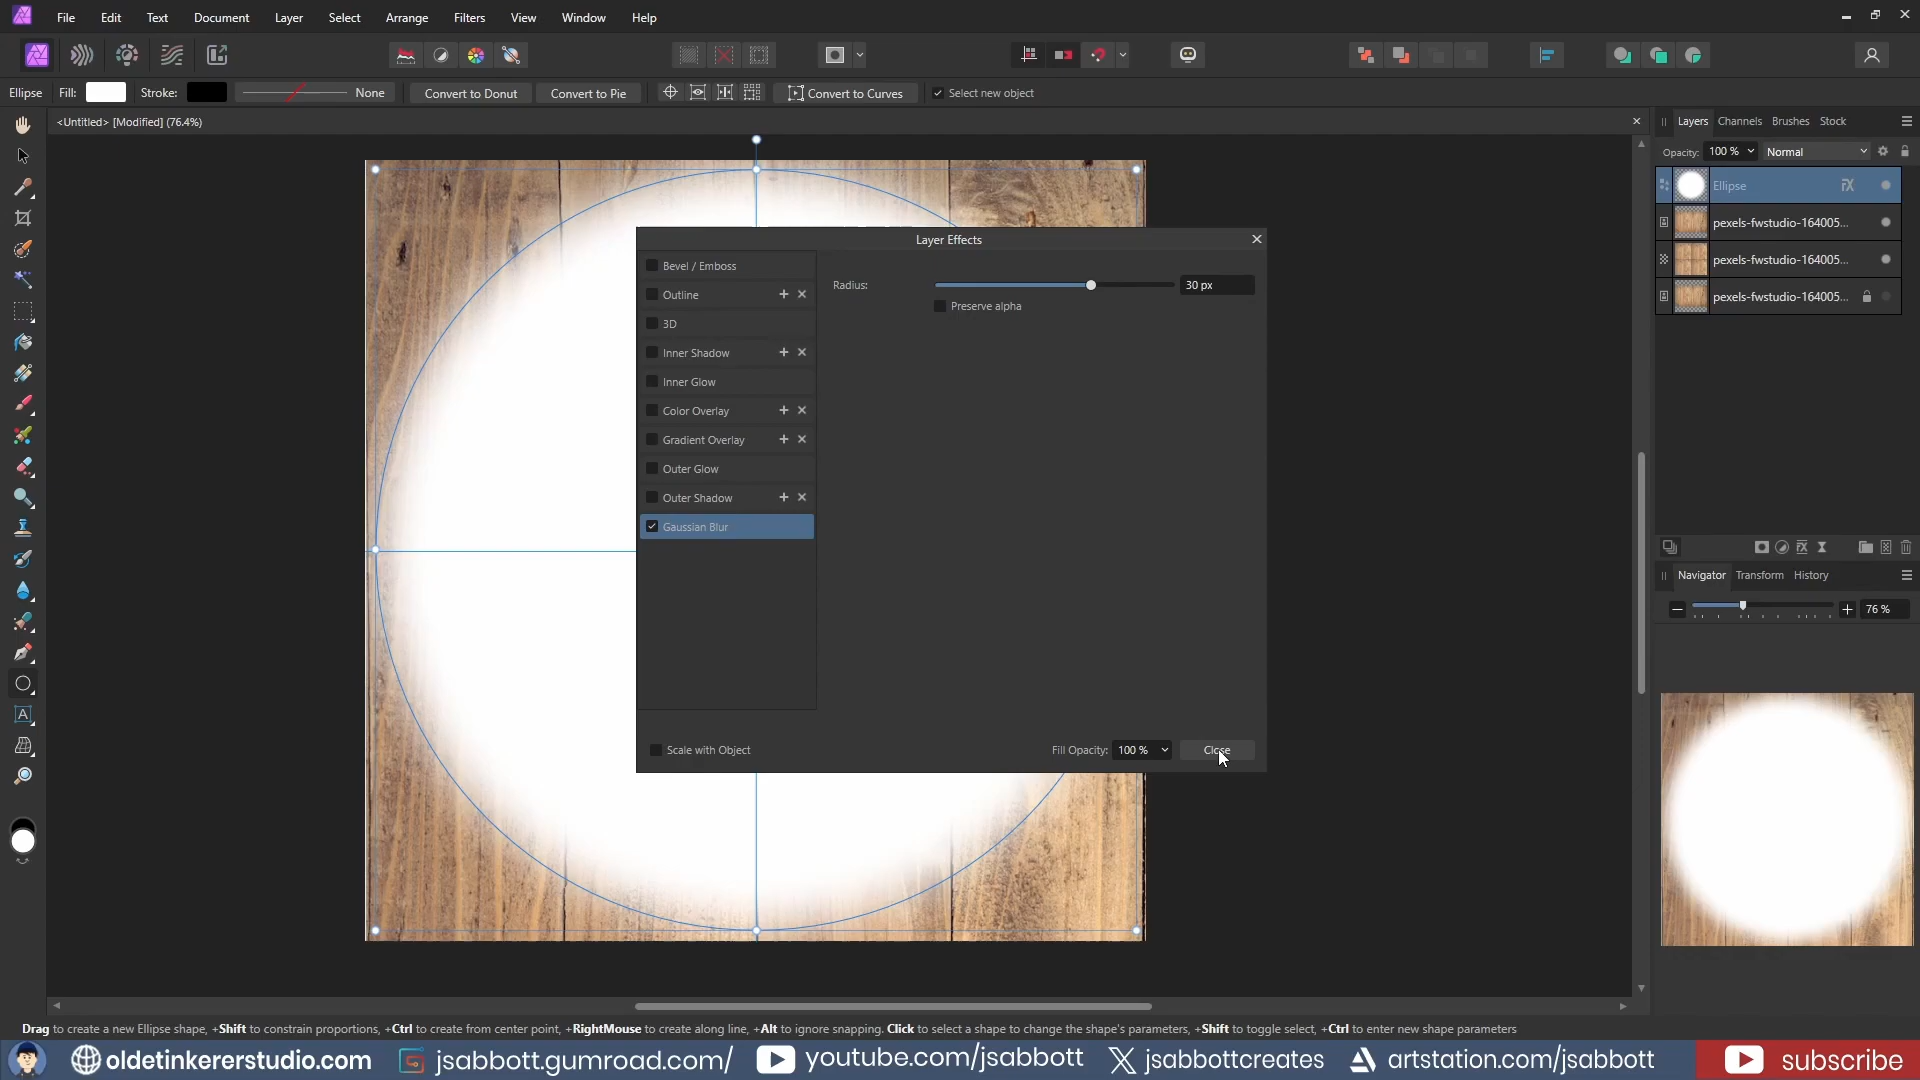 File Edit Text Document Layer Select Arrange Filters View Window Help
Ellipse Fill: Stroke: None Convert to Donut Convert to Pie Convert to Curves Select new object
<Untitled> [Modified] (76.4%)
Layers Channels Brushes Stock
Opacity: 100 % Normal
Ellipse
pexels-fwstudio-164005...
pexels-fwstudio-164005...
pexels-fwstudio-164005...
Layer Effects
Bevel / Emboss
Outline
3D
Inner Shadow
Inner Glow
Color Overlay
Gradient Overlay
Outer Glow
Outer Shadow
Gaussian Blur
Radius: 30 px
Preserve alpha
Scale with Object
Fill Opacity: 100 % Close
Navigator Transform History
76 %
Drag to create a new Ellipse shape, +Shift to constrain proportions, +Ctrl to create from center point, +RightMouse to create along line, +Alt to ignore snapping. Click to select a shape to change the shape's parameters, +Shift to toggle select, +Ctrl to enter new shape parameters
oldetinkererstudio.com jsabbott.gumroad.com/ youtube.com/jsabbott jsabbottcreates artstation.com/jsabbott subscribe